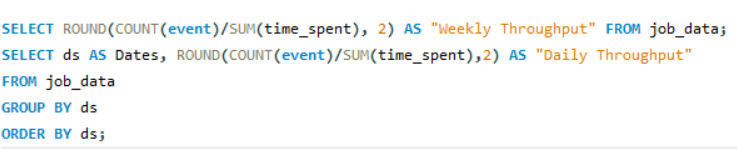 SELECT ROUND(COUNT(event)/SUM(time_spent), 2) AS "Weekly Throughput" FROM job_data;
SELECT ds AS Dates, ROUND(COUNT(event)/SUM(time_spent),2) AS "Daily Throughput"
FROM job_data
GROUP BY ds
ORDER BY ds;